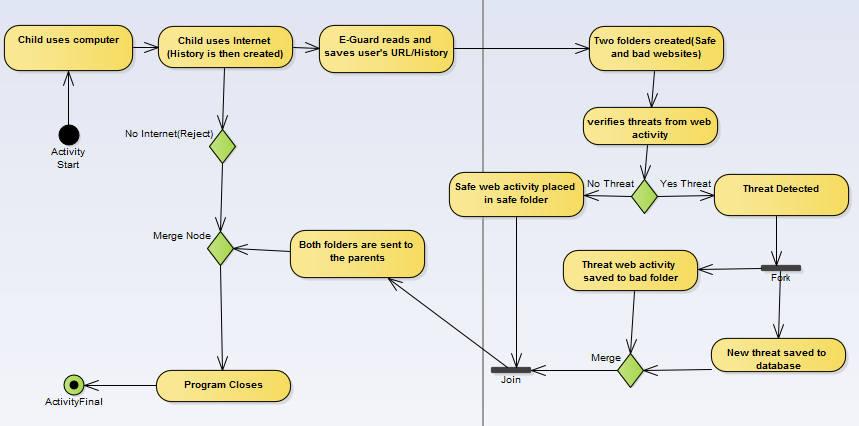 Child uses computer
Child uses Internet
(History is then created)
E-Guard reads and
saves user's URL/History
Two folders created(Safe
and bad websites)
Activity
Start
No Internet(Reject)
verifies threats from web
activity
No Threat
Yes Threat
Safe web activity placed
in safe folder
Threat Detected
Merge Node
Both folders are sent to
the parents
Threat web activity
saved to bad folder
Fork
New threat saved to
database
Merge
Join
Program Closes
ActivityFinal